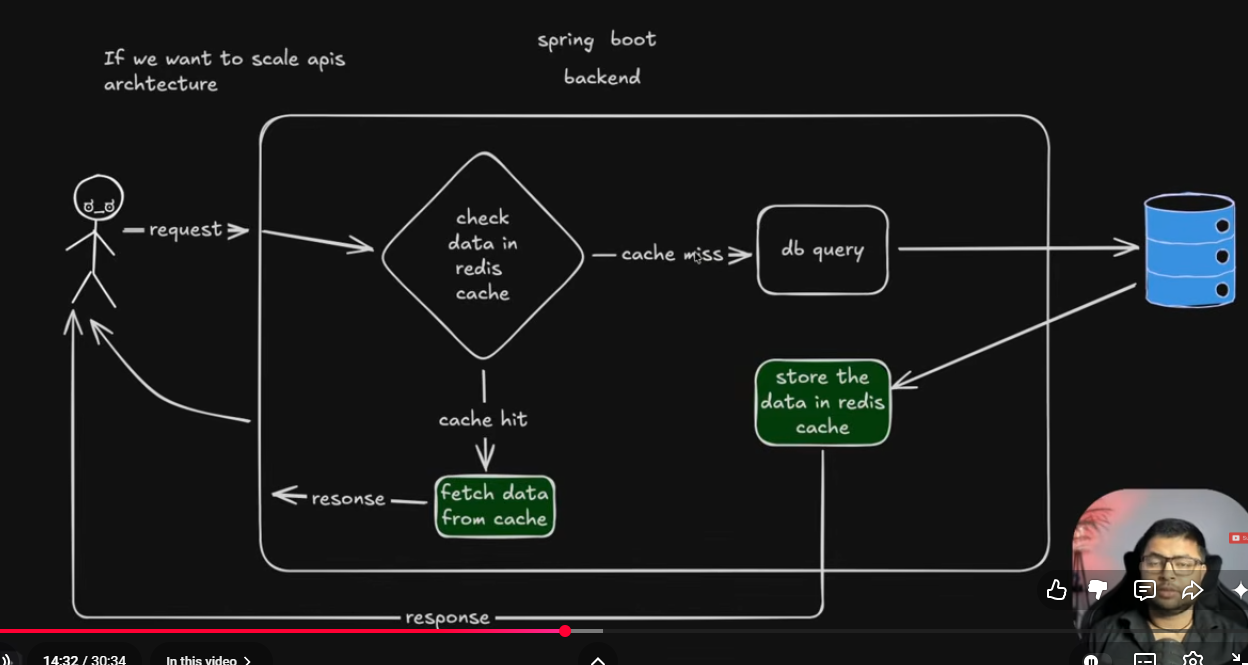 If we want to scale apis
archtecture
spring boot
backend
request
check
data in
redis
cache
cache miss
db query
store the
data in redis
cache
cache hit
fetch data
from cache
resonse
response
14:32 / 30:34
In this video